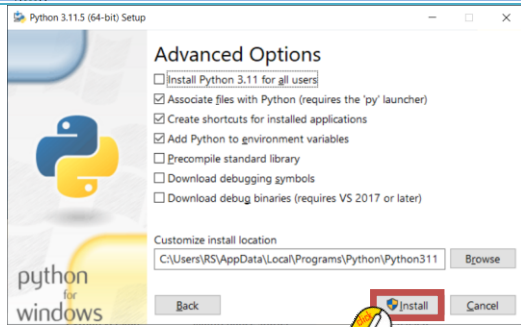 Python 3.11.5 (64-bit) Setup
Advanced Options
Install Python 3.11 for all users
Associate files with Python (requires the 'py' launcher)
Create shortcuts for installed applications
Add Python to environment variables
Precompile standard library
Download debugging symbols
Download debug binaries (requires VS 2017 or later)
Customize install location
C:\Users\RS\AppData\Local\Programs\Python\Python311
Browse
python
for
windows
Back
Install
Cancel